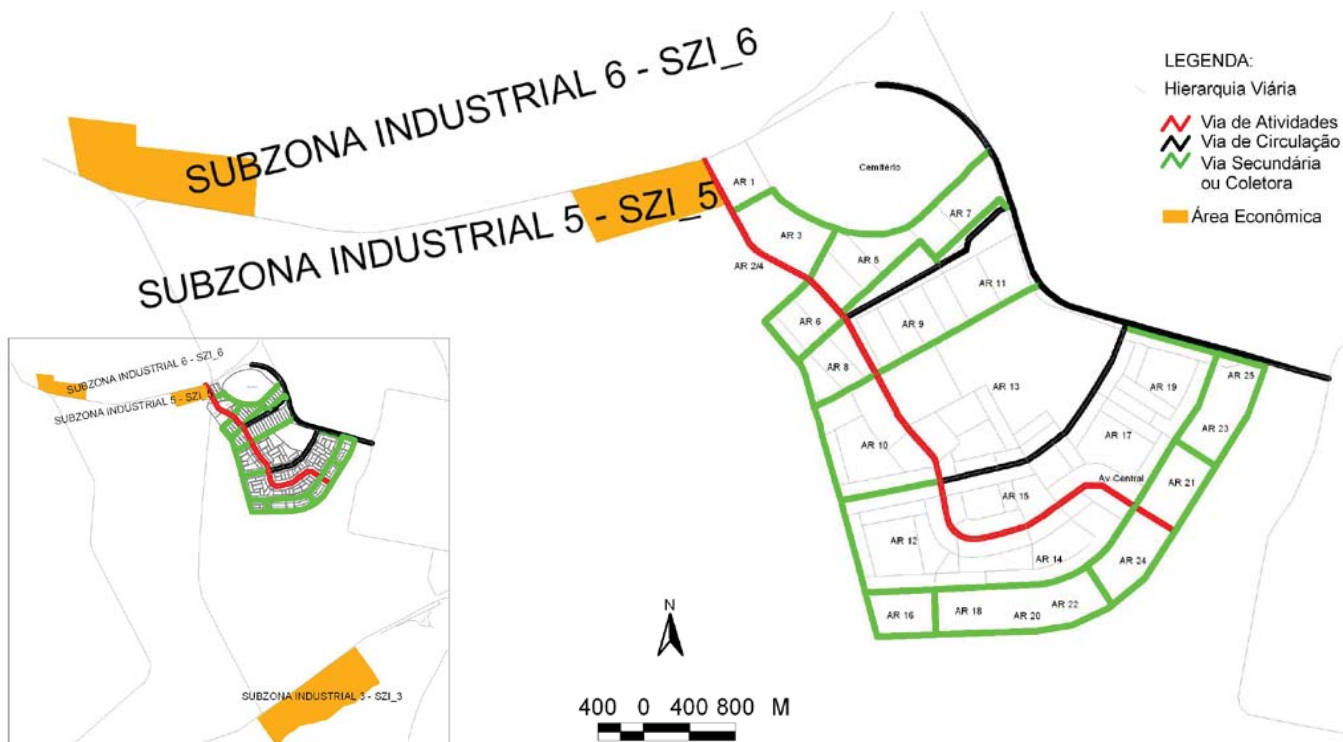 SUBZONA INDUSTRIAL 6 - SZI_6
SUBZONA INDUSTRIAL 5 - SZI_5
LEGENDA:
Hierarquia Viária
Via de Atividades
Via de Circulação
Via Secundária
ou Coletora
Área Econômica
Cemitério
AR 1
AR 3
AR 2/4
AR 5
AR 7
AR 6
AR 8
AR 9
AR 11
AR 10
AR 13
AR 19
AR 25
AR 17
AR 23
AR 15
Av.Central
AR 21
AR 12
AR 14
AR 24
AR 16
AR 18
AR 20
AR 22
N
400 0 400 800 M
SUBZONA INDUSTRIAL 6 - SZI_6
SUBZONA INDUSTRIAL 5 - SZI_5
SUBZONA INDUSTRIAL 3 - SZI_3